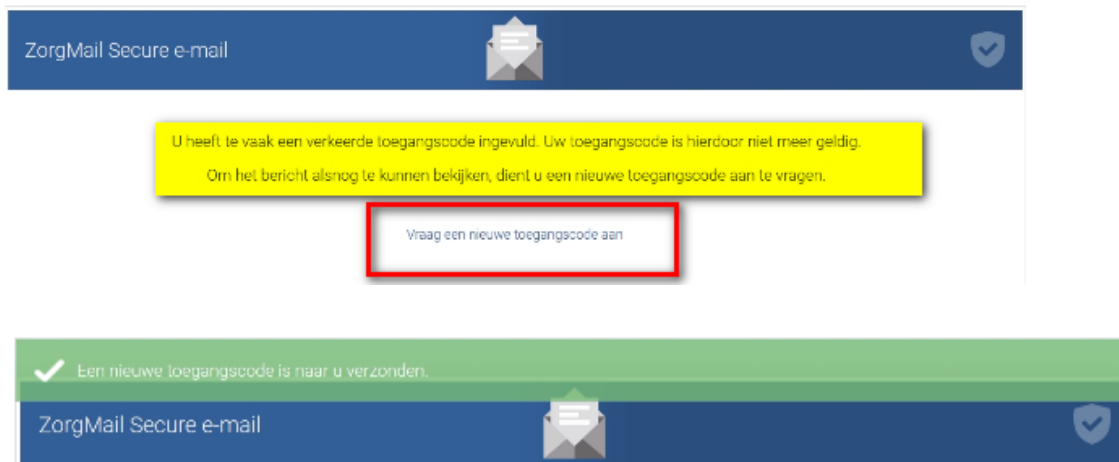 ZorgMail Secure e-mail
U heeft te vaak een verkeerde toegangscode ingevuld. Uw toegangscode is hierdoor niet meer geldig.
Om het bericht alsnog te kunnen bekijken, dient u een nieuwe toegangscode aan te vragen.
Vraag een nieuwe toegangscode aan
Een nieuwe toegangscode is naar u verzonden.
ZorgMail Secure e-mail